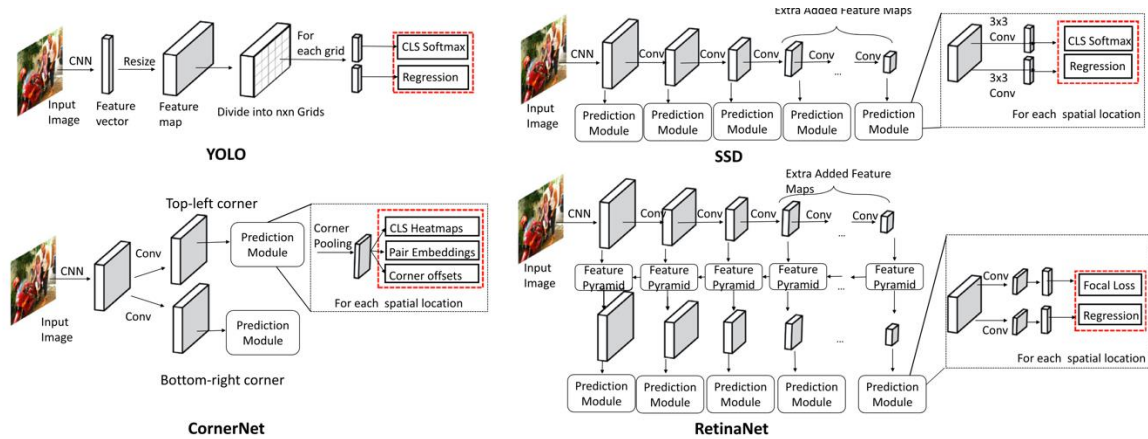 CNN
Resize
For
each grid
CLS Softmax
Regression
Input
Image
Feature
vector
Feature
map
Divide into nxn Grids
YOLO
Extra Added Feature Maps
CNN
Conv
Conv
Conv
Conv
...
...
Input
Image
Prediction
Module
Prediction
Module
Prediction
Module
Prediction
Module
Prediction
Module
3x3
Conv
3x3
Conv
CLS Softmax
Regression
For each spatial location
SSD
Top-left corner
CNN
Conv
Conv
Input
Image
Prediction
Module
Prediction
Module
Corner
Pooling
CLS Heatmaps
Pair Embeddings
Corner offsets
For each spatial location
Bottom-right corner
CornerNet
Extra Added Feature
Maps
CNN
Conv
Conv
Conv
Conv
...
...
Input
Image
Feature
Pyramid
Feature
Pyramid
Feature
Pyramid
Feature
Pyramid
Feature
Pyramid
...
...
Prediction
Module
Prediction
Module
Prediction
Module
Prediction
Module
Prediction
Module
Conv
Conv
Focal Loss
Regression
For each spatial location
RetinaNet